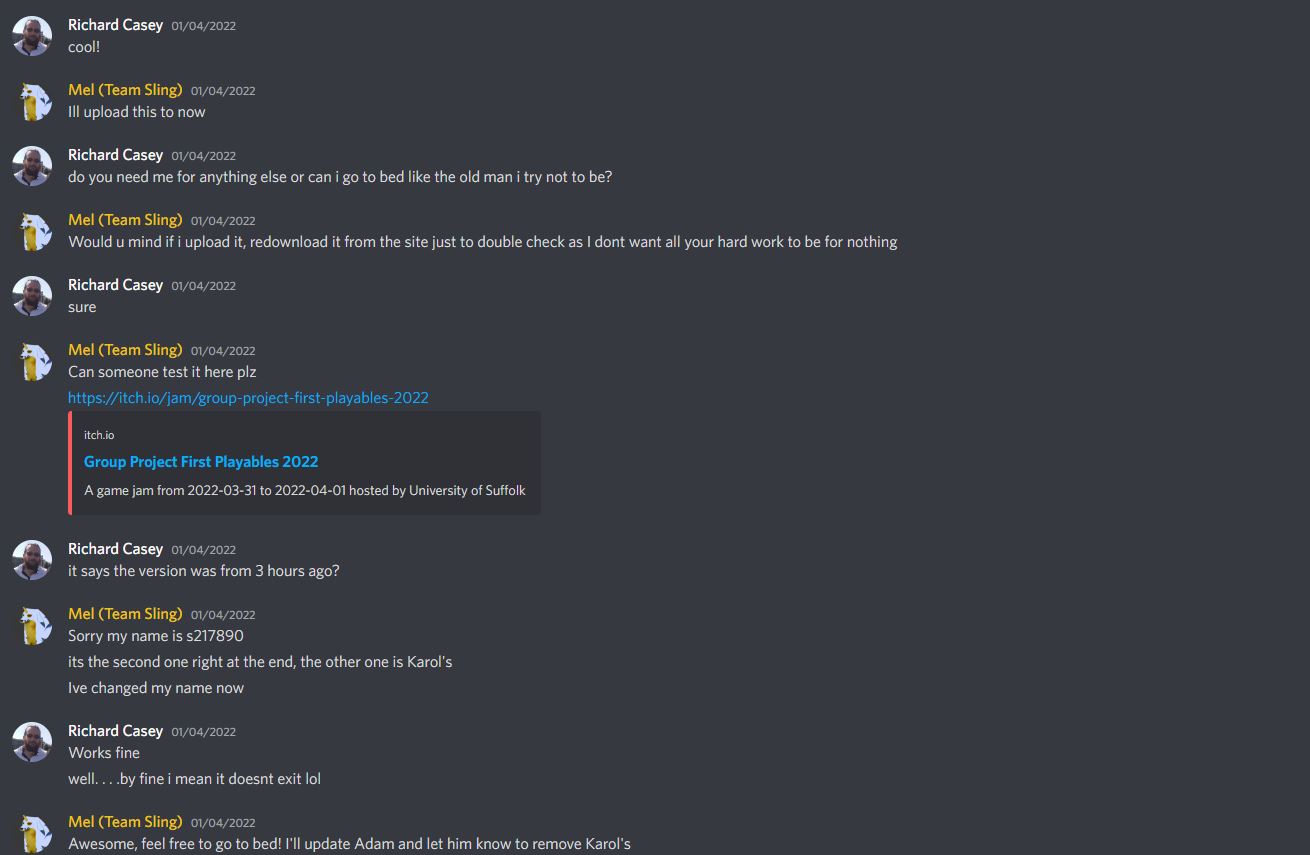 Richard Casey 01/04/2022
cool!
Mel (Team Sling) 01/04/2022
Ill upload this to now
Richard Casey 01/04/2022
do you need me for anything else or can i go to bed like the old man i try not to be?
Mel (Team Sling) 01/04/2022
Would u mind if i upload it, redownload it from the site just to double check as I dont want all your hard work to be for nothing
Richard Casey 01/04/2022
sure
Mel (Team Sling) 01/04/2022
Can someone test it here plz
https://itch.io/jam/group-project-first-playables-2022
itch.io
Group Project First Playables 2022
A game jam from 2022-03-31 to 2022-04-01 hosted by University of Suffolk
Richard Casey 01/04/2022
it says the version was from 3 hours ago?
Mel (Team Sling) 01/04/2022
Sorry my name is s217890
its the second one right at the end, the other one is Karol's
Ive changed my name now
Richard Casey 01/04/2022
Works fine
well. . . .by fine i mean it doesnt exit lol
Mel (Team Sling) 01/04/2022
Awesome, feel free to go to bed! I'll update Adam and let him know to remove Karol's